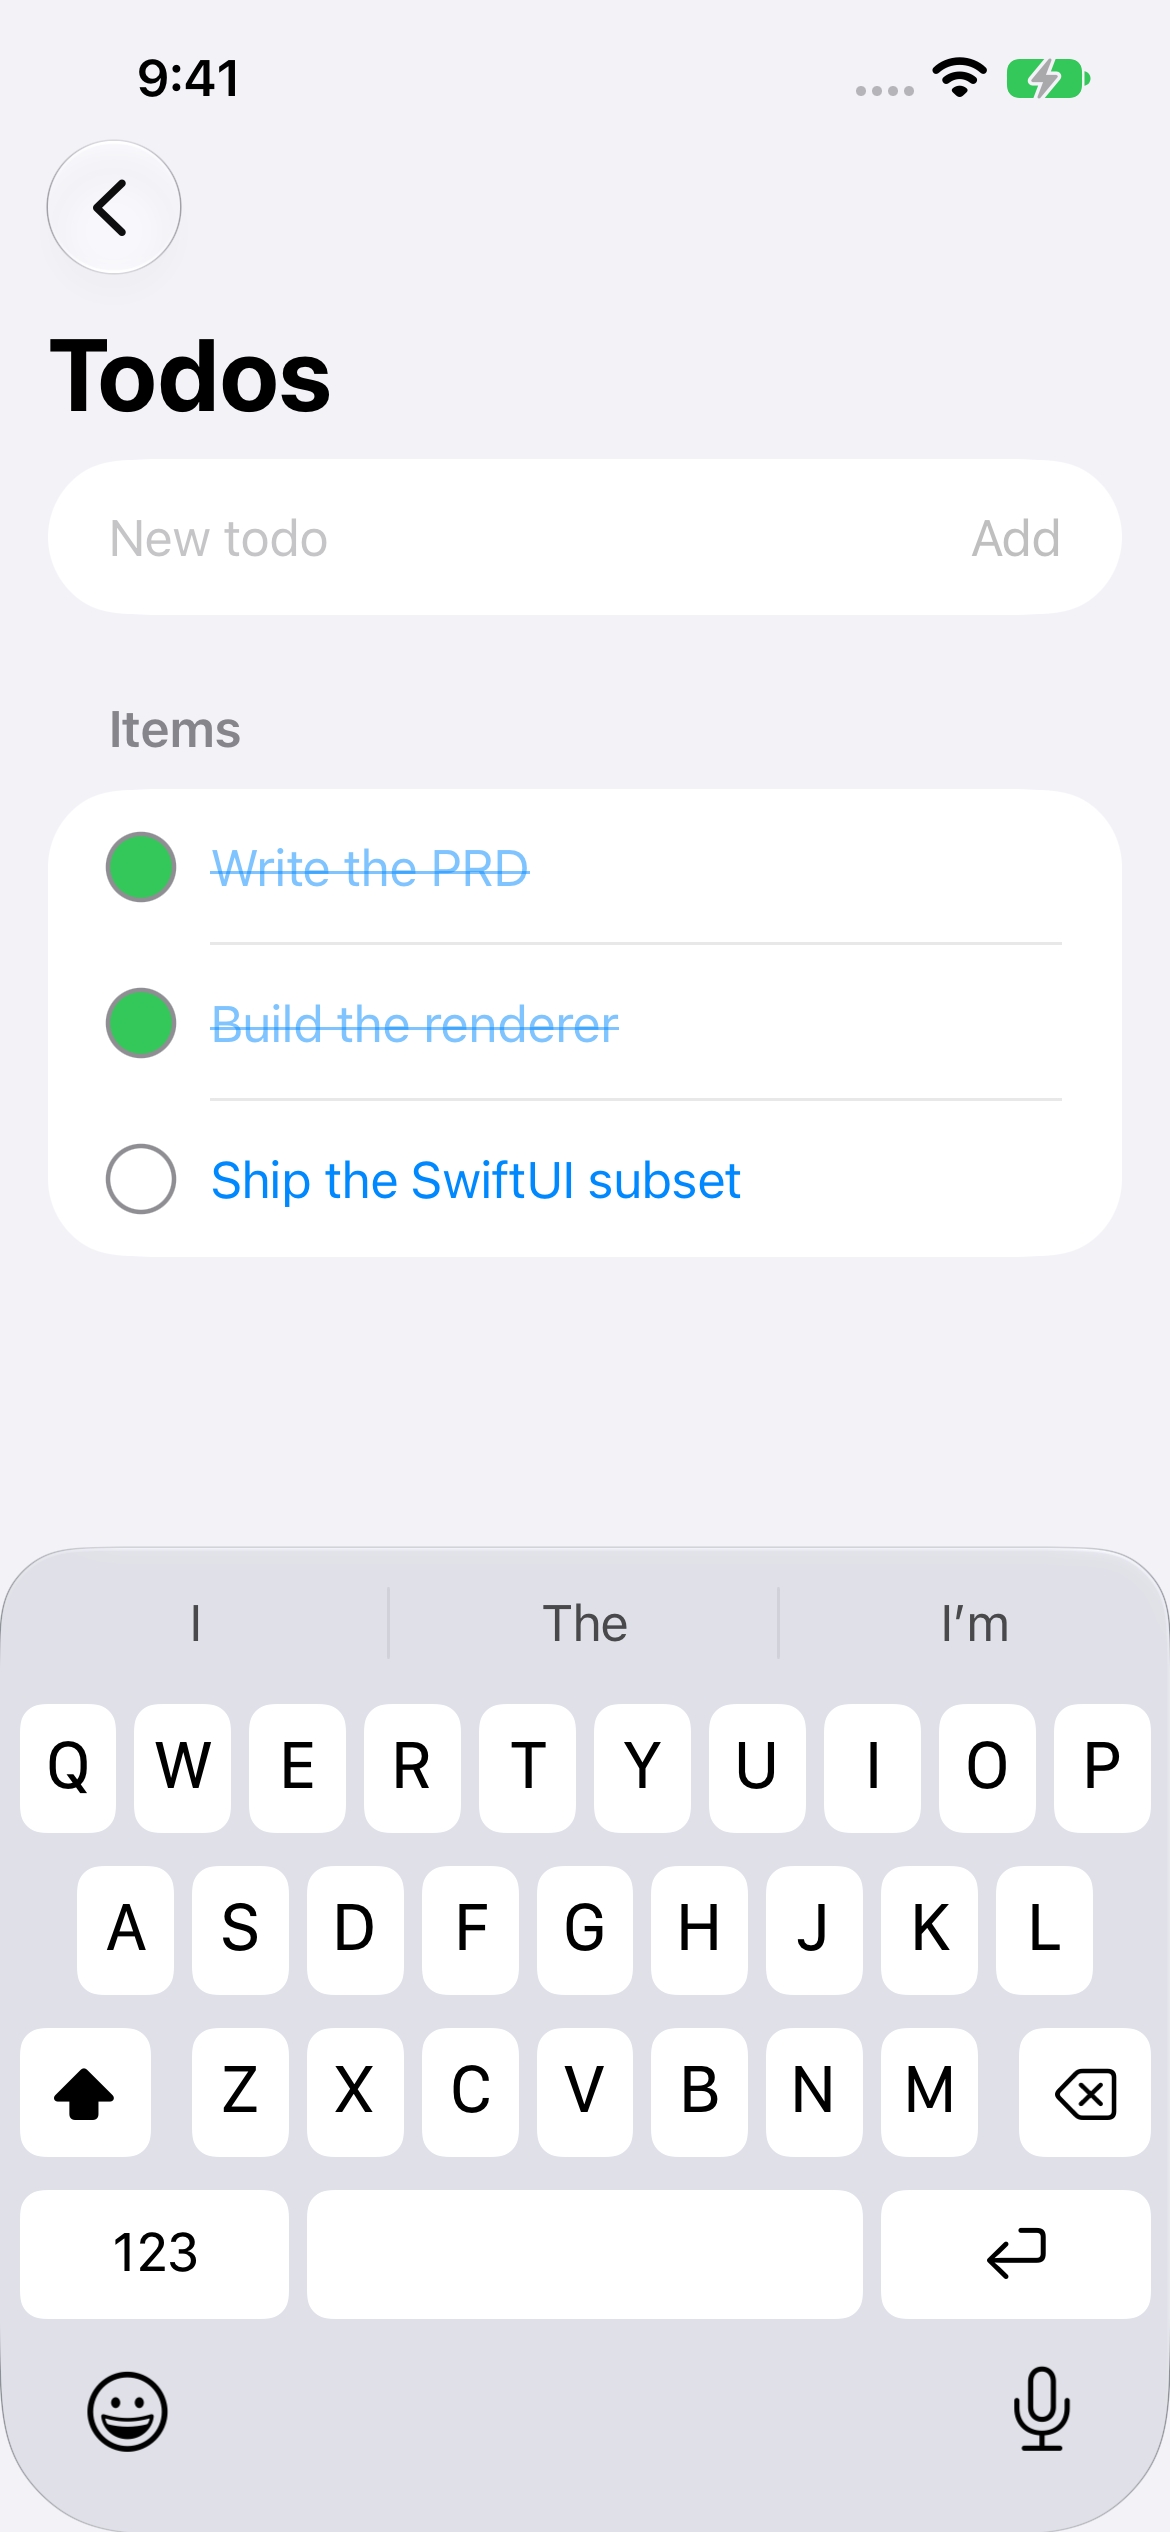 9:41
Todos
New todo Add
Items
Write the PRD
Build the renderer
Ship the SwiftUI subset
I The I’m
Q W E R T Y U I O P
A S D F G H J K L
Z X C V B N M
123